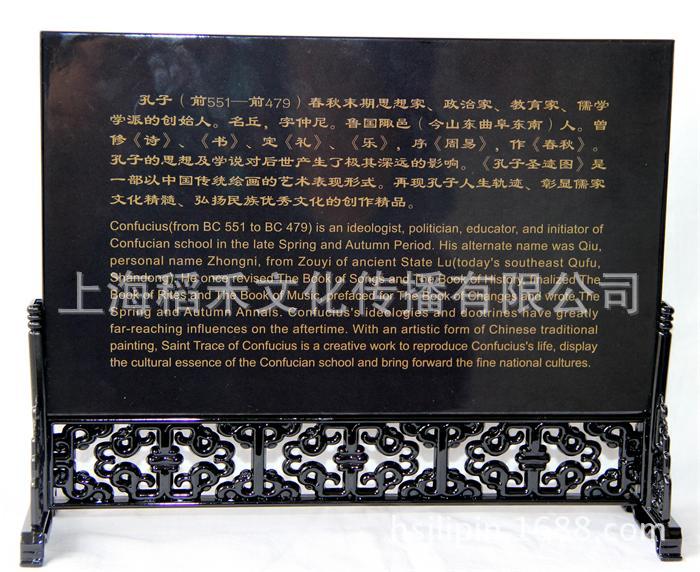 孔子（前551—前479）春秋末期思想家、政治家、教育家、儒学
学派的创始人。名丘，字仲尼。鲁国陬邑（今山东曲阜东南）人。曾
修《诗》、《书》、定《礼》、《乐》，序《周易》，作《春秋》。
孔子的思想及学说对后世产生了极其深远的影响。《孔子圣迹图》是
一部以中国传统绘画的艺术表现形式。再现孔子人生轨迹、彰显儒家
文化精髓、弘扬民族优秀文化的创作精品。
Confucius(from BC 551 to BC 479) is an ideologist, politician, educator, and initiator of
Confucian school in the late Spring and Autumn Period. His alternate name was Qiu,
personal name Zhongni, from Zouyi of ancient State Lu(today's southeast Qufu,
Shandong). He once revised The Book of Songs and The Book of History, finalized The
Book of Rites and The Book of Music, prefaced for The Book of Changes and wrote The
Spring and Autumn Annals. Confucius's ideologies and doctrines have greatly
far-reaching influences on the aftertime. With an artistic form of Chinese traditional
painting, Saint Trace of Confucius is a creative work to reproduce Confucius's life, display
the cultural essence of the Confucian school and bring forward the fine national cultures.
上海稻禾文化传播有限公司
hsilipin.1688.com